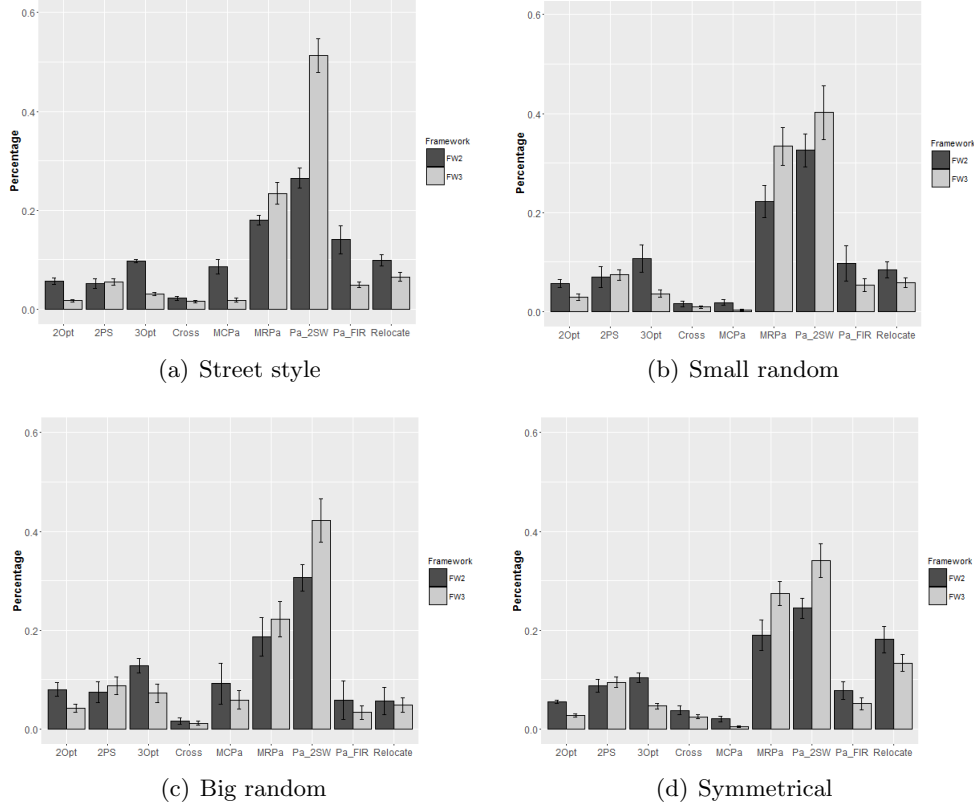 0.6
0.4
0.2
0.0
Percentage
Framework
FW2
FW3
2Opt 2PS 3Opt Cross MCPa MRPa Pa_2SW Pa_FIR Relocate
(a) Street style
0.6
0.4
0.2
0.0
Percentage
Framework
FW2
FW3
2Opt 2PS 3Opt Cross MCPa MRPa Pa_2SW Pa_FIR Relocate
(b) Small random
0.6
0.4
0.2
0.0
Percentage
Framework
FW2
FW3
2Opt 2PS 3Opt Cross MCPa MRPa Pa_2SW Pa_FIR Relocate
(c) Big random
0.6
0.4
0.2
0.0
Percentage
Framework
FW2
FW3
2Opt 2PS 3Opt Cross MCPa MRPa Pa_2SW Pa_FIR Relocate
(d) Symmetrical